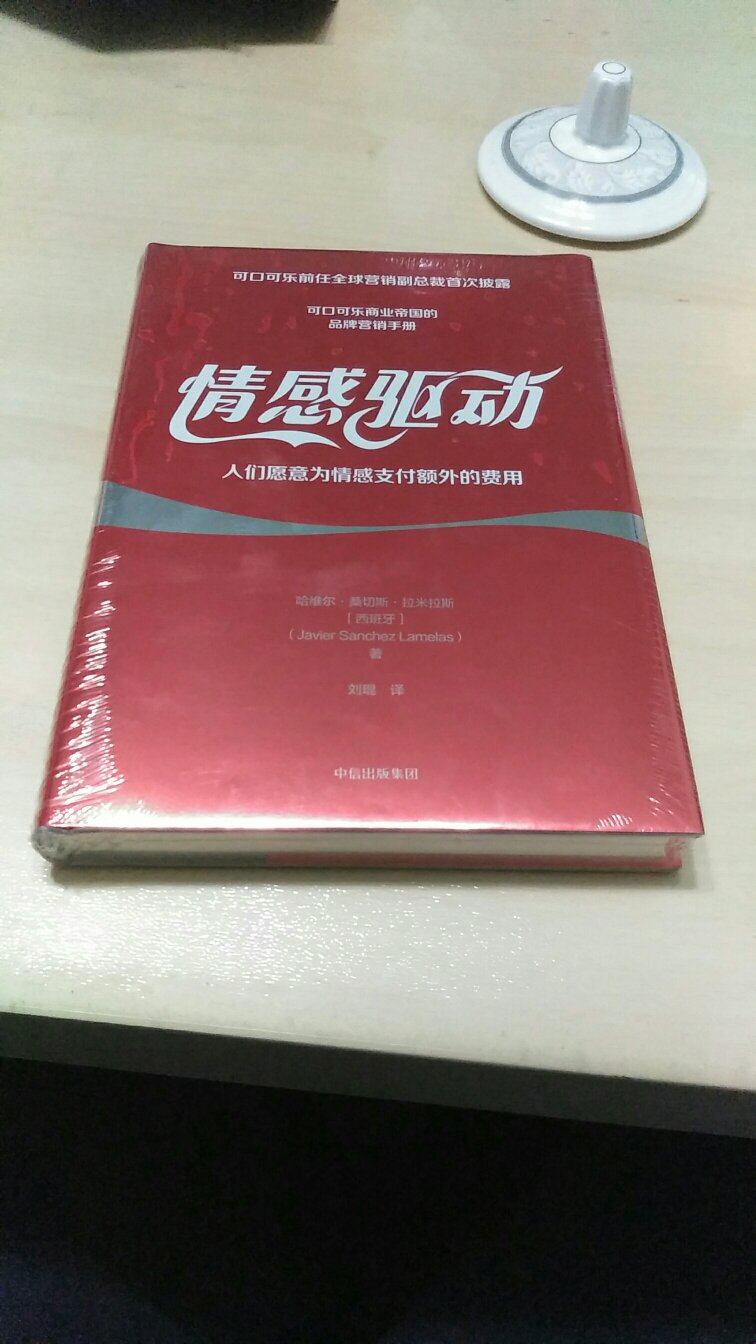 可口可乐前任全球营销副总裁首次披露
可口可乐商业帝国的
品牌营销手册
情感驱动
人们愿意为情感支付额外的费用
哈维尔·桑切斯·拉米拉斯
［西班牙］
（Javier Sanchez Lamelas）
著
刘琨 译
中信出版集团